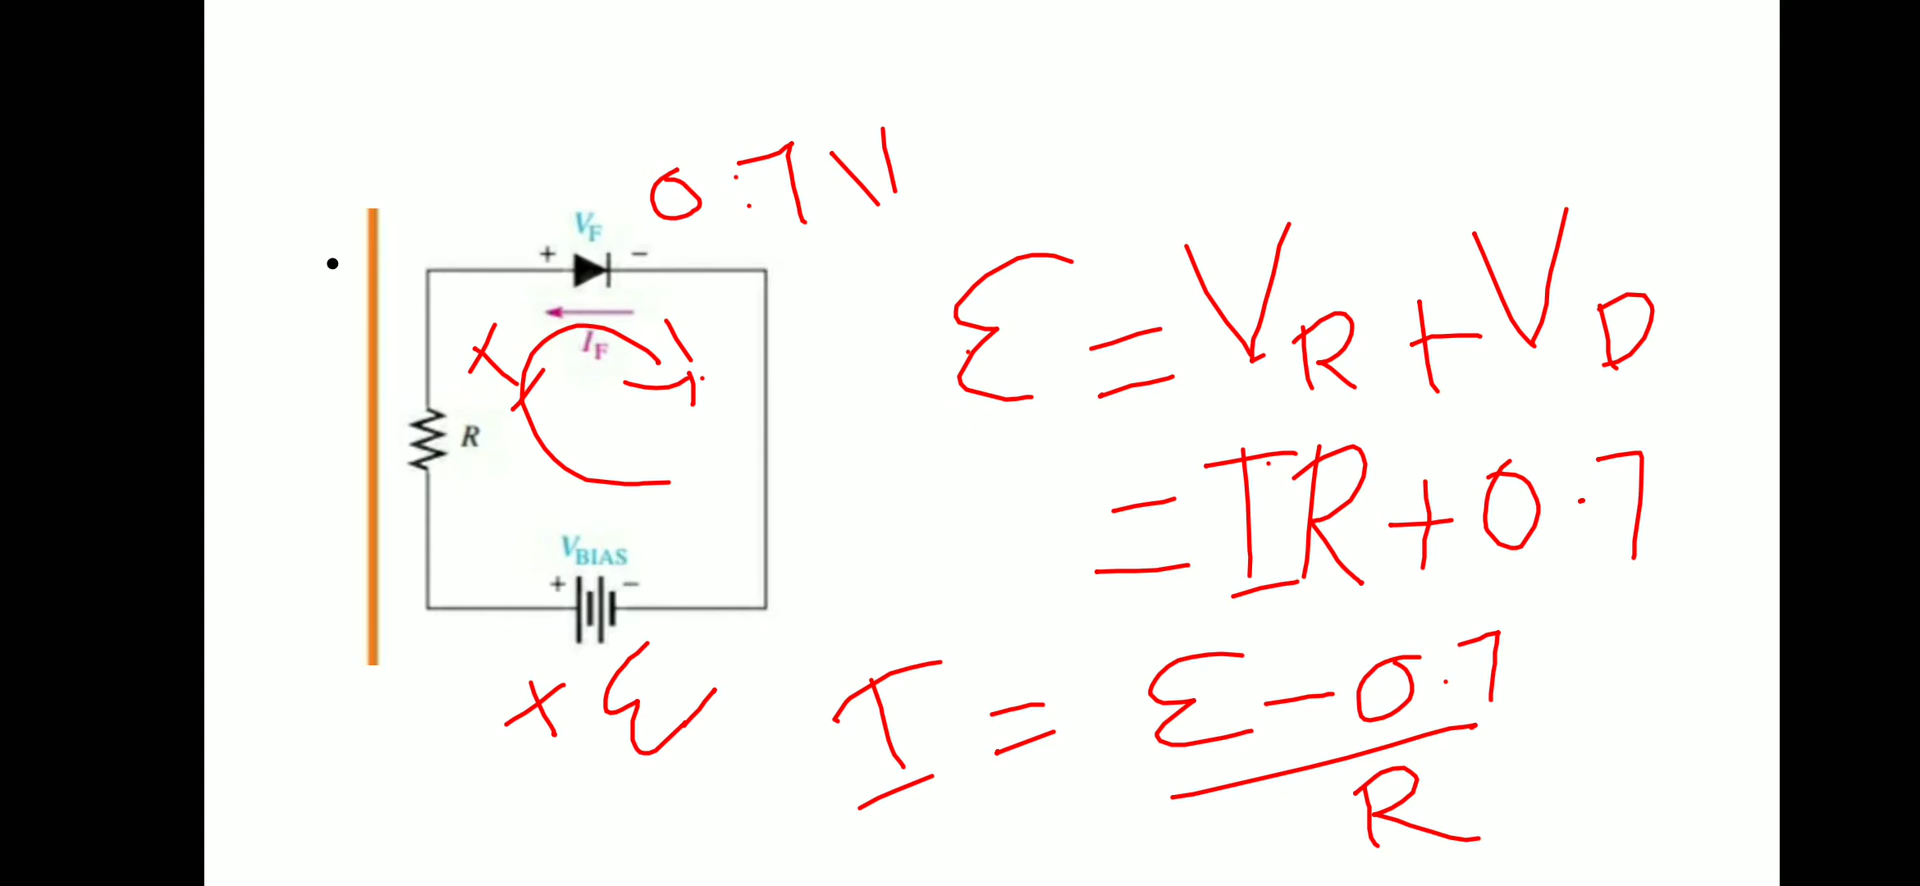 0.7V
V_F
+ −
I_F
R
V_BIAS
+ −
ε
ε = V_R + V_D
= IR + 0.7
I = ε − 0.7 / R